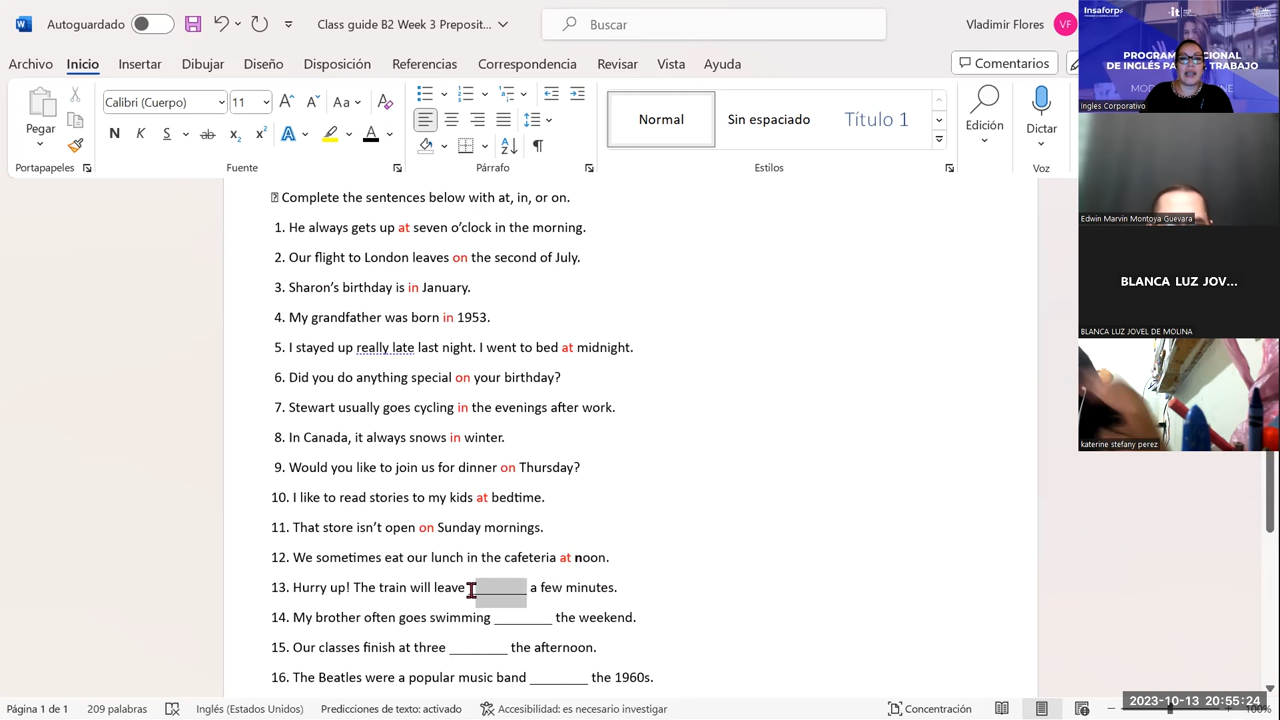 Autoguardado
Class guide 22 Week 3 Preposit...
Buscar
Vladimir Flores
VF
Archivo
Inicio
Insertar
Dibujar
Diseño
Disposición
Referencias
Correspondencia
Revisar
Vista
Ayuda
Comentarios
Pegar
Calibri (Cuerpo)
11
Normal
Sin espaciado
Título 1
Edición
Dictar
Portapapeles
Fuente
Párrafo
Estilos
Voz
Complete the sentences below with at, in, or on.
1. He always gets up at seven o’clock in the morning.
2. Our flight to London leaves on the second of July.
3. Sharon’s birthday is in January.
4. My grandfather was born in 1953.
5. I stayed up really late last night. I went to bed at midnight.
6. Did you do anything special on your birthday?
7. Stewart usually goes cycling in the evenings after work.
8. In Canada, it always snows in winter.
9. Would you like to join us for dinner on Thursday?
10. I like to read stories to my kids at bedtime.
11. That store isn’t open on Sunday mornings.
12. We sometimes eat our lunch in the cafeteria at noon.
13. Hurry up! The train will leave ________ a few minutes.
14. My brother often goes swimming ________ the weekend.
15. Our classes finish at three ________ the afternoon.
16. The Beatles were a popular music band ________ the 1960s.
Insaforp
Ingles Corporativo
Edwin Marvin Montoya Guevara
BLANCA LUZ JOV...
BLANCA LUZ JOVEL DE MOLINA
katerine stefany perez
Página 1 de 1
209 palabras
Inglés (Estados Unidos)
Predicciones de texto: activado
Accesibilidad: es necesario investigar
Concentración
100%
2023-10-13 20:55:24